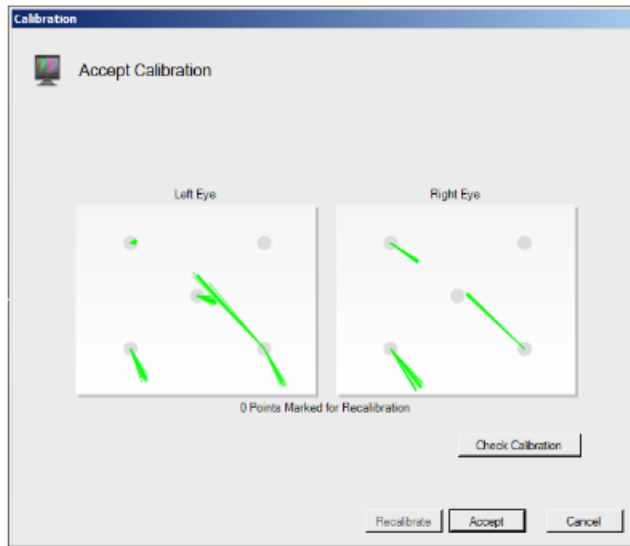 Calibration
Accept Calibration
Left Eye
Right Eye
0 Points Marked for Recalibration
Check Calibration
Recalibrate
Accept
Cancel